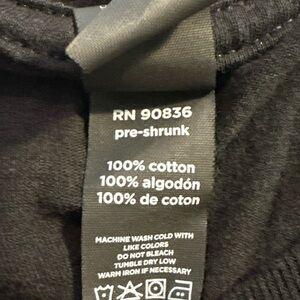 RN 90836
pre-shrunk
100% cotton
100% algodón
100% de coton
MACHINE WASH COLD WITH
LIKE COLORS
DO NOT BLEACH
TUMBLE DRY LOW
WARM IRON IF NECESSARY